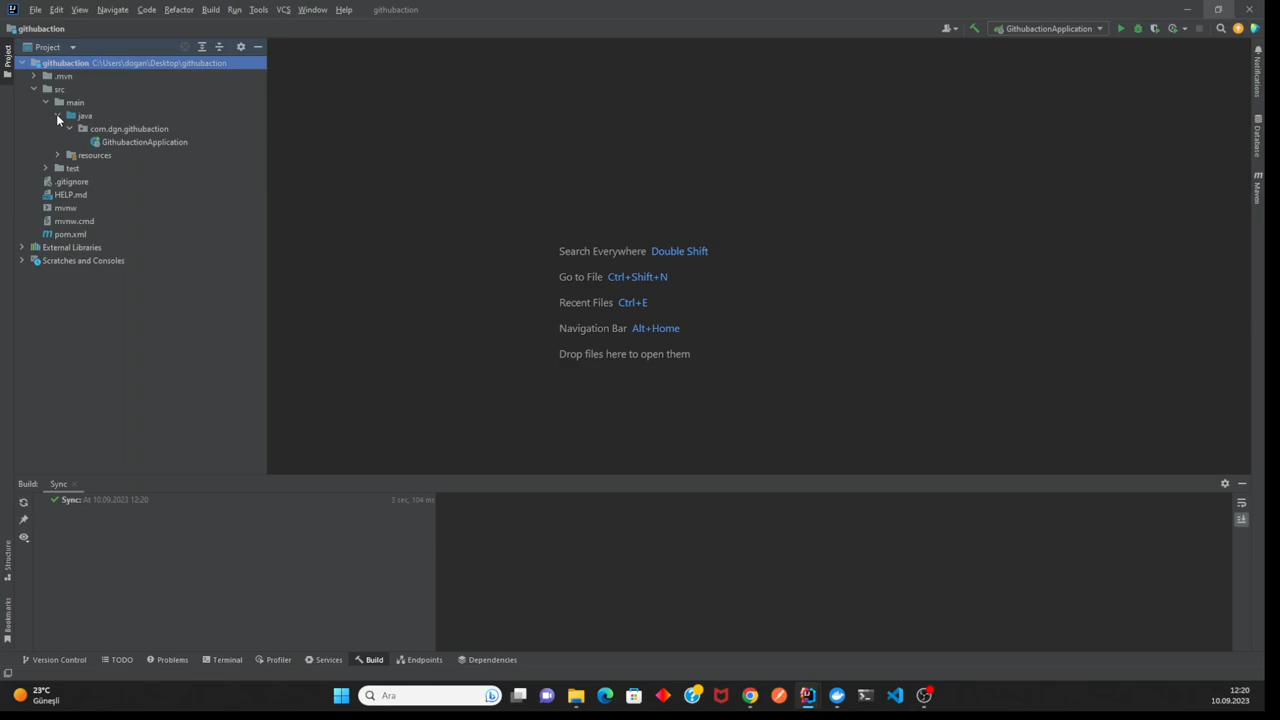 File Edit View Navigate Code Refactor Build Run Tools VCS Window Help githubaction
githubaction GithubactionApplication
Project
Project
githubaction C:\Users\dogan\Desktop\githubaction
.mvn
src
main
java
com.dgn.githubaction
GithubactionApplication
resources
test
.gitignore
HELP.md
mvnw
mvnw.cmd
pom.xml
External Libraries
Scratches and Consoles
Search Everywhere Double Shift
Go to File Ctrl+Shift+N
Recent Files Ctrl+E
Navigation Bar Alt+Home
Drop files here to open them
Notifications
Database
Maven
Build: Sync
Sync: At 10.09.2023 12:20 3 sec, 104 ms
Structure
Bookmarks
Version Control TODO Problems Terminal Profiler Services Build Endpoints Dependencies
23°C
Güneşli
Ara
12:20
10.09.2023